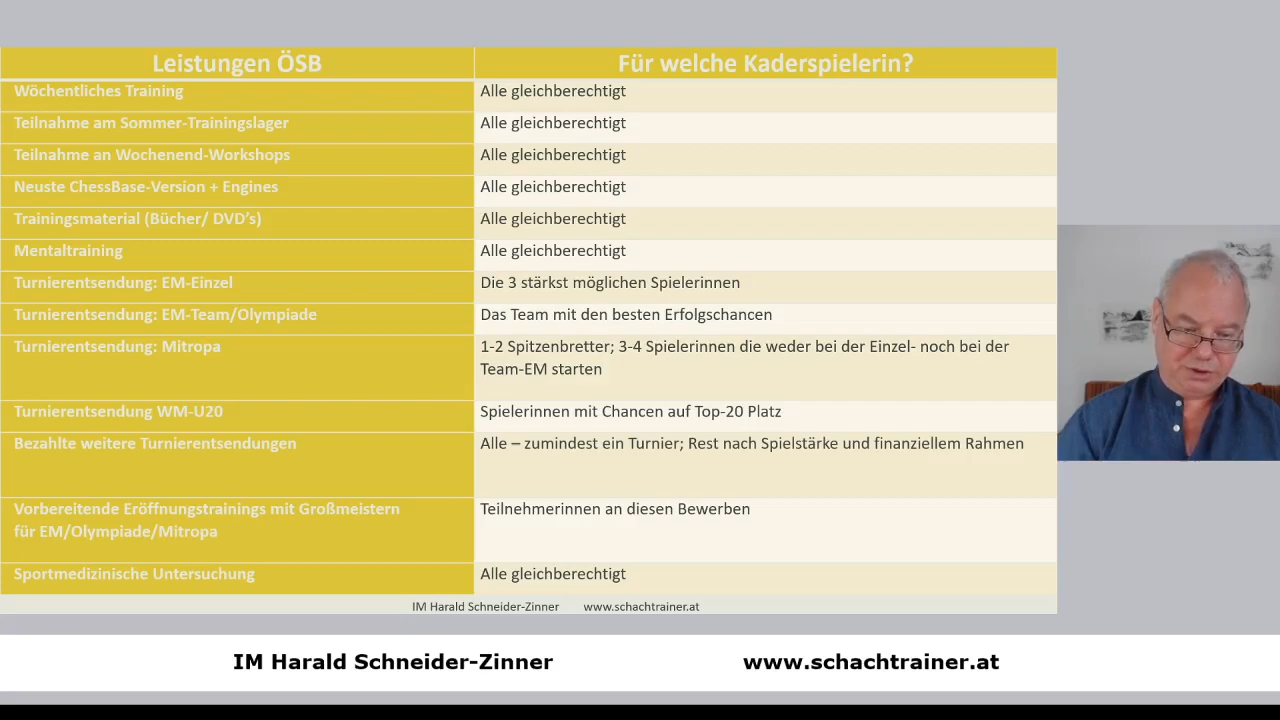 Leistungen ÖSB
Für welche Kaderspielerin?
Wöchentliches Training
Alle gleichberechtigt
Teilnahme am Sommer-Trainingslager
Alle gleichberechtigt
Teilnahme an Wochenend-Workshops
Alle gleichberechtigt
Neuste ChessBase-Version + Engines
Alle gleichberechtigt
Trainingsmaterial (Bücher/ DVD’s)
Alle gleichberechtigt
Mentaltraining
Alle gleichberechtigt
Turnierentsendung: EM-Einzel
Die 3 stärkst möglichen Spielerinnen
Turnierentsendung: EM-Team/Olympiade
Das Team mit den besten Erfolgschancen
Turnierentsendung: Mitropa
1-2 Spitzenbretter; 3-4 Spielerinnen die weder bei der Einzel- noch bei der
Team-EM starten
Turnierentsendung WM-U20
Spielerinnen mit Chancen auf Top-20 Platz
Bezahlte weitere Turnierentsendungen
Alle – zumindest ein Turnier; Rest nach Spielstärke und finanziellem Rahmen
Vorbereitende Eröffnungstrainings mit Großmeistern
für EM/Olympiade/Mitropa
Teilnehmerinnen an diesen Bewerben
Sportmedizinische Untersuchung
Alle gleichberechtigt
IM Harald Schneider-Zinner www.schachtrainer.at
IM Harald Schneider-Zinner www.schachtrainer.at